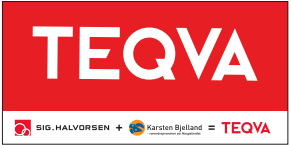 TEQVA
SIG. HALVORSEN + Karsten Bjelland = TEQVA